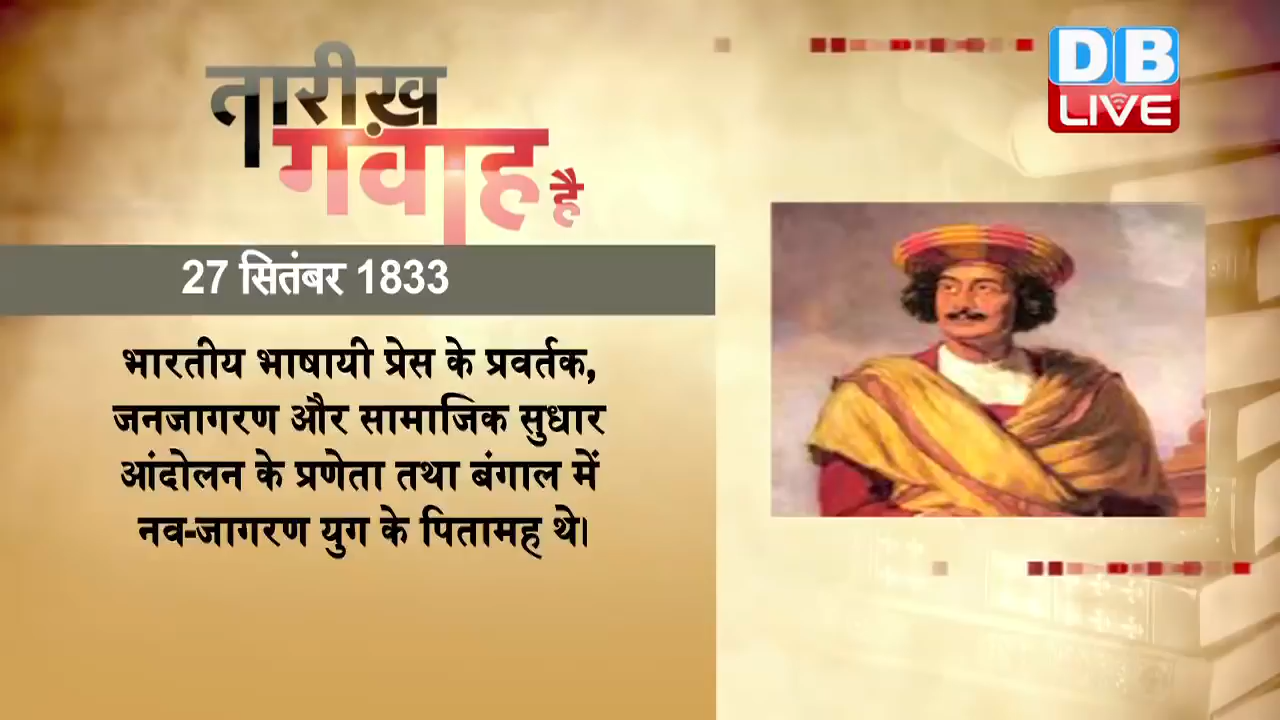 तारीख़
गवाह है
DB
LIVE
27 सितंबर 1833
भारतीय भाषायी प्रेस के प्रवर्तक,
जनजागरण और सामाजिक सुधार
आंदोलन के प्रणेता तथा बंगाल में
नव-जागरण युग के पितामह थे।